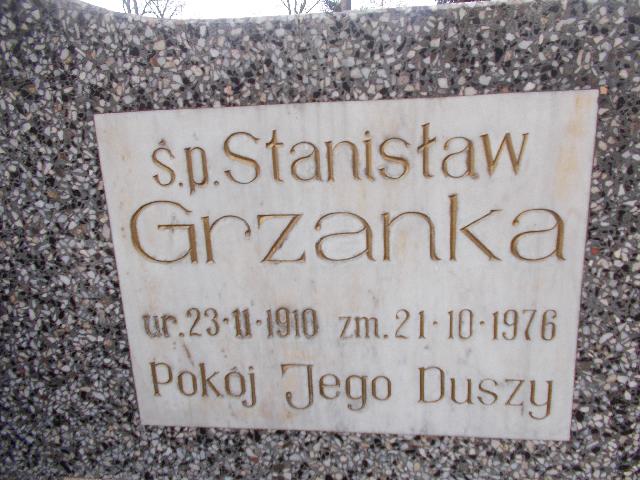 ś.p. Stanisław
Grzanka
ur. 23·11·1910 zm. 21·10·1976
Pokój Jego Duszy